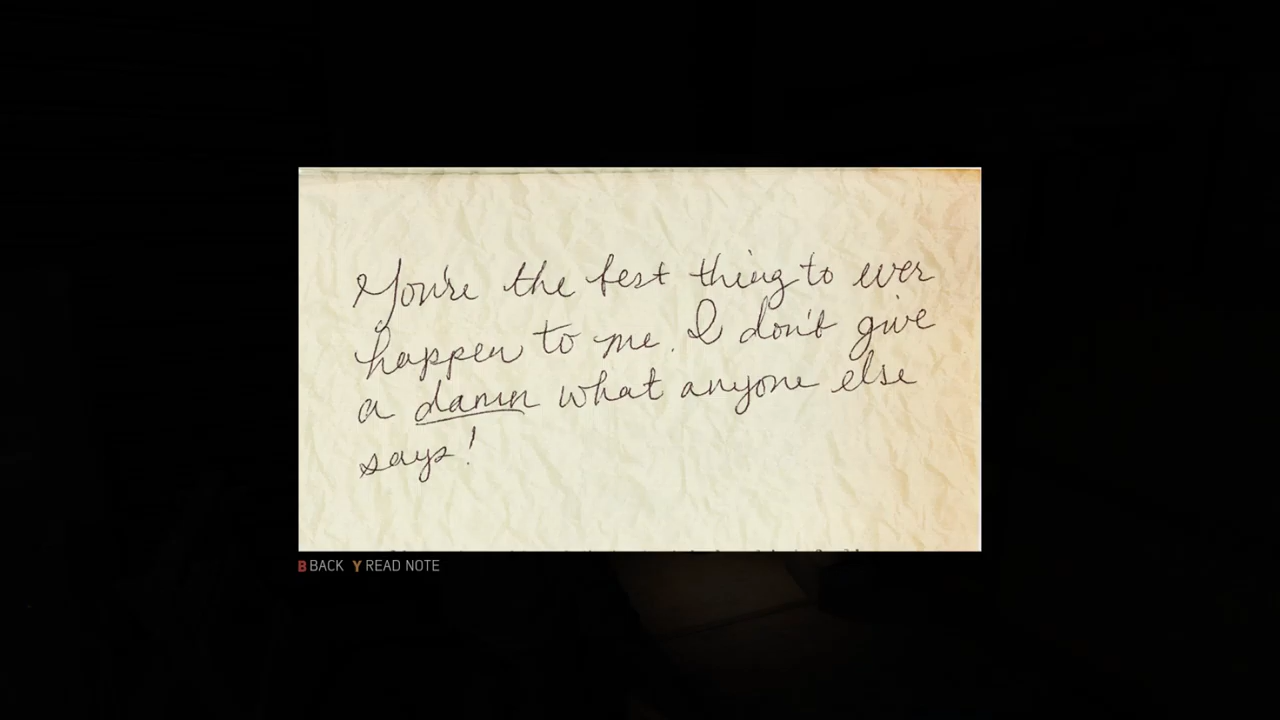 You're the best thing to ever
happen to me. I don't give
a damn what anyone else
says!
B BACK Y READ NOTE